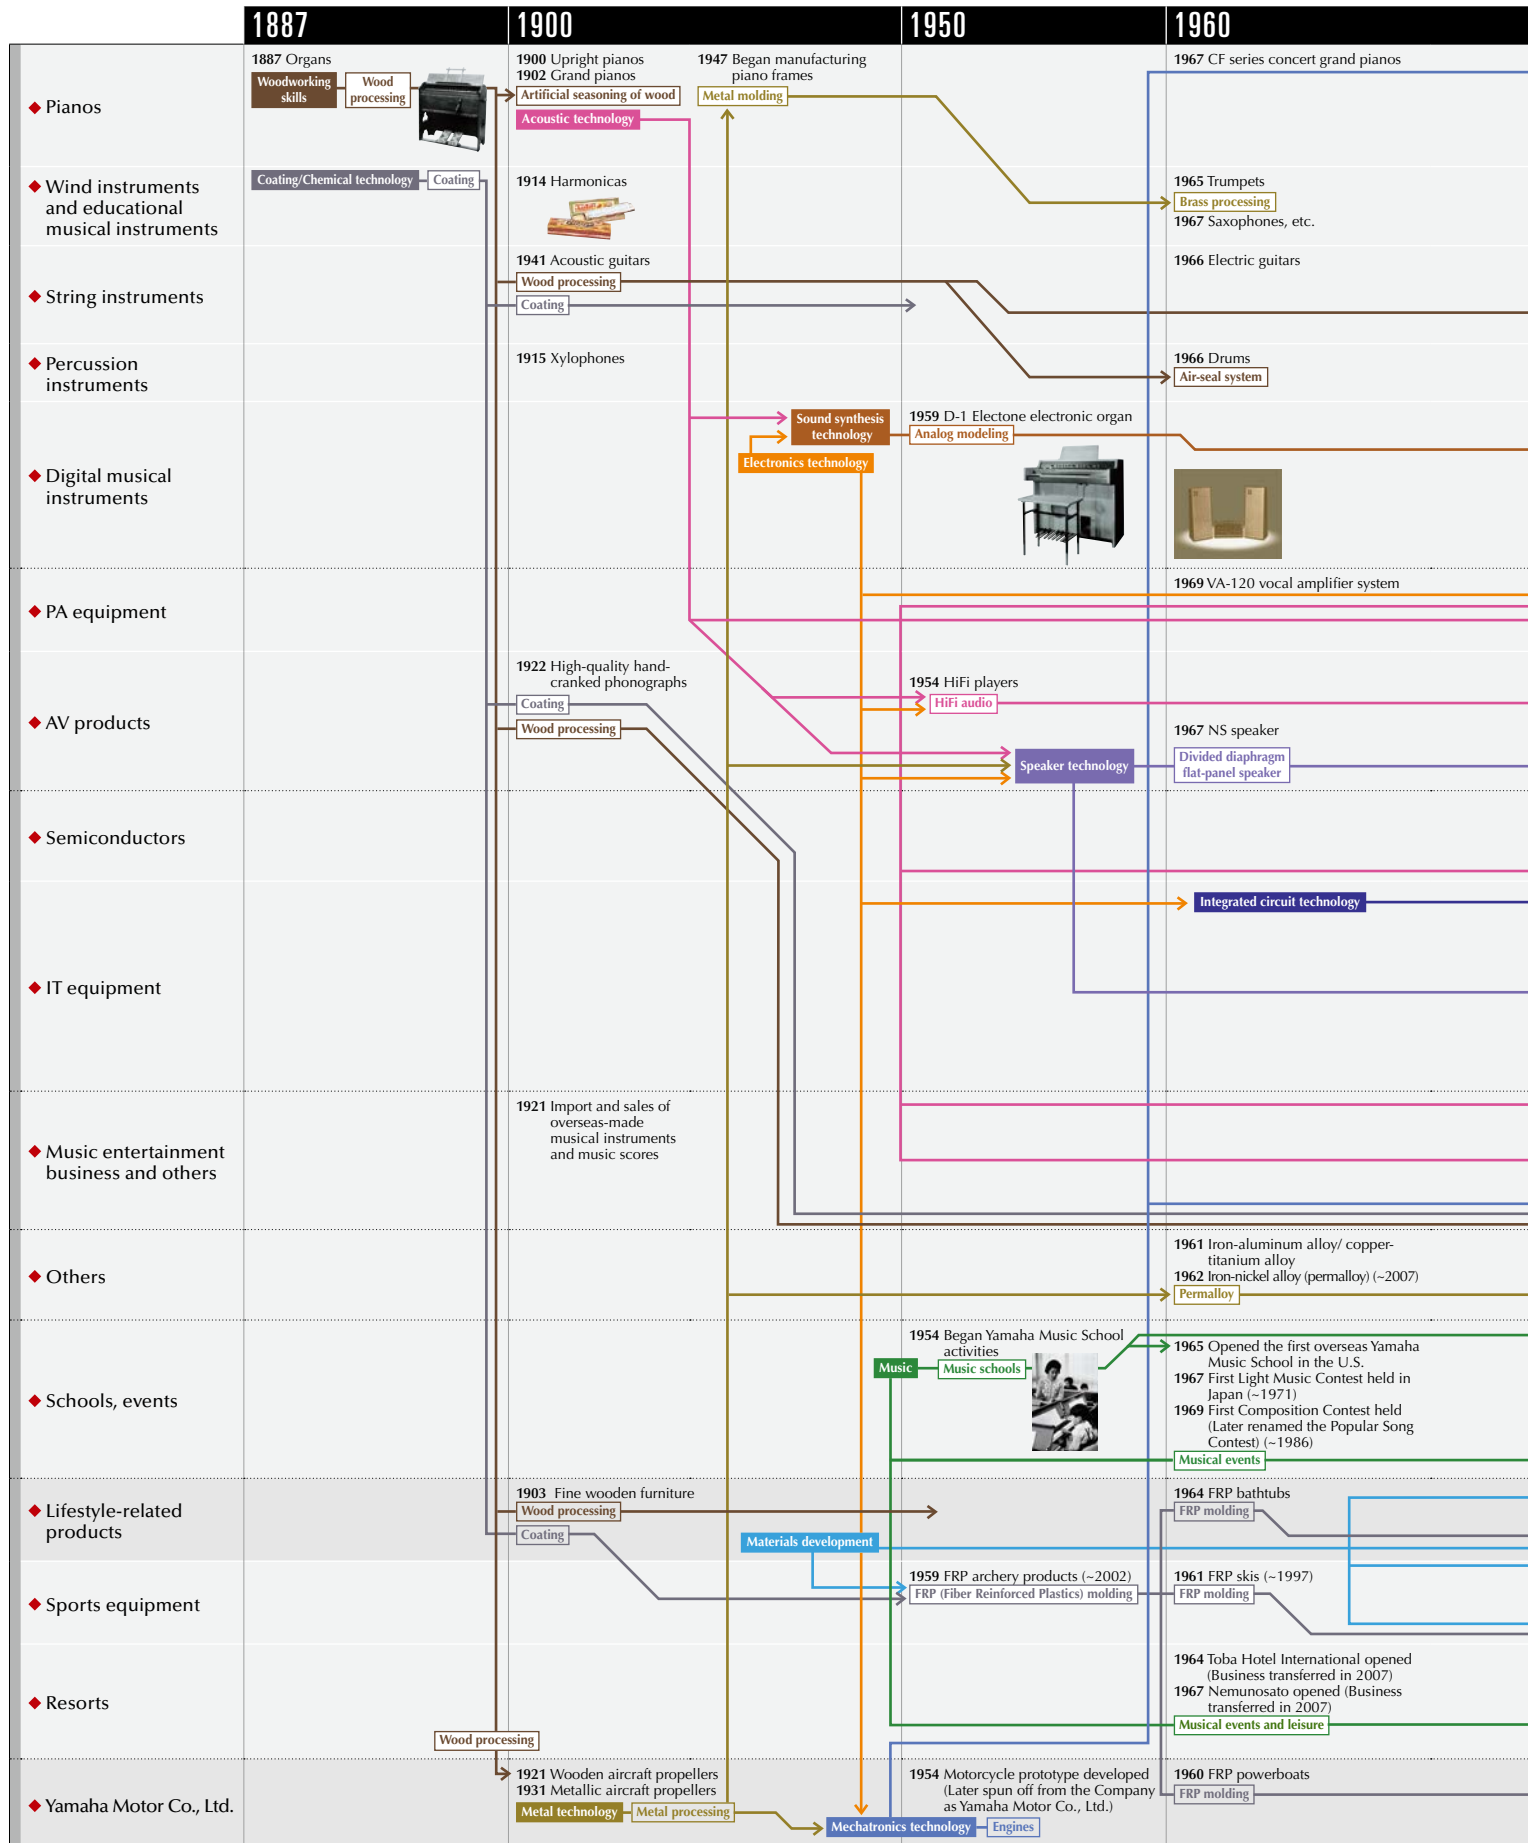 1887
1900
1950
1960
Pianos
1887 Organs
Woodworking
skills
Wood
processing
1900 Upright pianos
1902 Grand pianos
Artificial seasoning of wood
Acoustic technology
1947 Began manufacturing
piano frames
Metal molding
1967 CF series concert grand pianos
Wind instruments
and educational
musical instruments
Coating/Chemical technology
Coating
1914 Harmonicas
1965 Trumpets
Brass processing
1967 Saxophones, etc.
String instruments
1941 Acoustic guitars
Wood processing
Coating
1966 Electric guitars
Percussion
instruments
1915 Xylophones
1966 Drums
Air-seal system
Digital musical
instruments
Sound synthesis
technology
Electronics technology
1959 D-1 Electone electronic organ
Analog modeling
PA equipment
1969 VA-120 vocal amplifier system
AV products
1922 High-quality hand-
cranked phonographs
Coating
Wood processing
1954 HiFi players
HiFi audio
Speaker technology
1967 NS speaker
Divided diaphragm
flat-panel speaker
Semiconductors
Integrated circuit technology
IT equipment
Music entertainment
business and others
1921 Import and sales of
overseas-made
musical instruments
and music scores
Others
1961 Iron-aluminum alloy/ copper-
titanium alloy
1962 Iron-nickel alloy (permalloy) (~2007)
Permalloy
Schools, events
Music
1954 Began Yamaha Music School
activities
Music schools
1965 Opened the first overseas Yamaha
Music School in the U.S.
1967 First Light Music Contest held in
Japan (~1971)
1969 First Composition Contest held
(Later renamed the Popular Song
Contest) (~1986)
Musical events
Lifestyle-related
products
1903 Fine wooden furniture
Wood processing
Coating
Materials development
1964 FRP bathtubs
FRP molding
Sports equipment
1959 FRP archery products (~2002)
FRP (Fiber Reinforced Plastics) molding
1961 FRP skis (~1997)
FRP molding
Resorts
Wood processing
1964 Toba Hotel International opened
(Business transferred in 2007)
1967 Nemunosato opened (Business
transferred in 2007)
Musical events and leisure
Yamaha Motor Co., Ltd.
1921 Wooden aircraft propellers
1931 Metallic aircraft propellers
Metal technology
Metal processing
Mechatronics technology
Engines
1954 Motorcycle prototype developed
(Later spun off from the Company
as Yamaha Motor Co., Ltd.)
1960 FRP powerboats
FRP molding